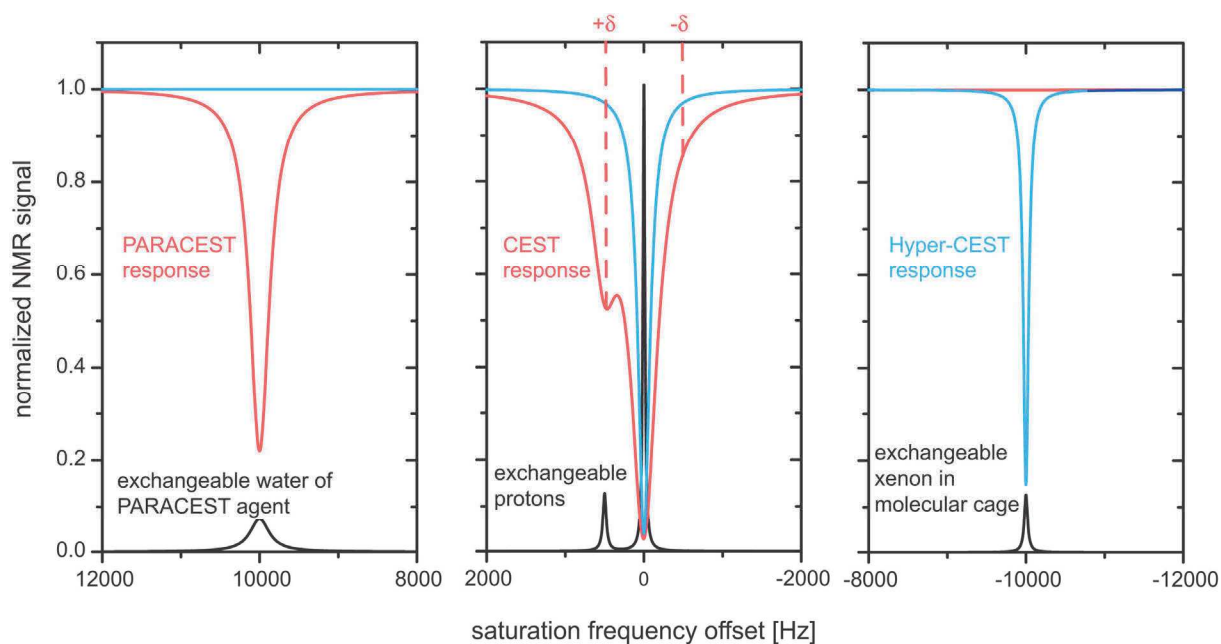 +δ
-δ
1.0
0.8
0.6
0.4
0.2
0.0
normalized NMR signal
PARACEST
response
exchangeable water of
PARACEST agent
12000
10000
8000
CEST
response
exchangeable
protons
2000
0
-2000
Hyper-CEST
response
exchangeable
xenon in
molecular cage
-8000
-10000
-12000
saturation frequency offset [Hz]